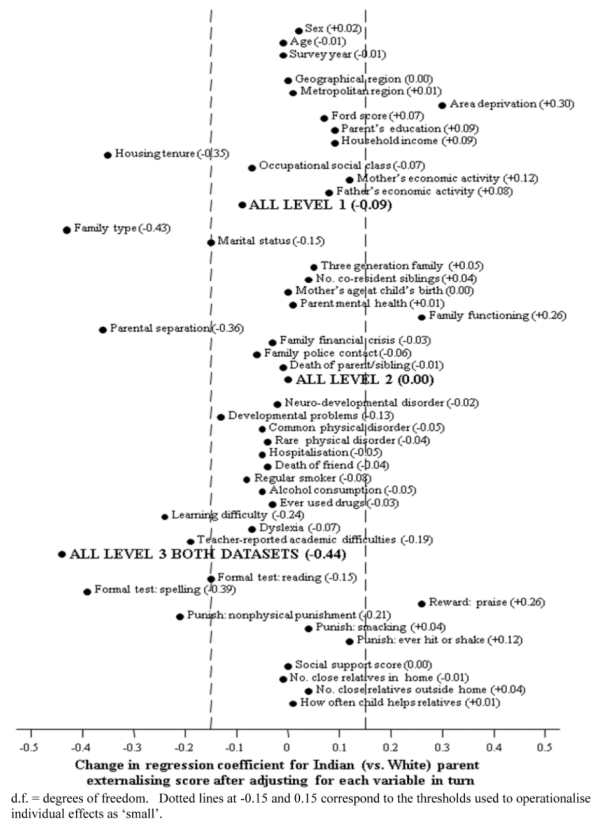 Sex (+0.02)
Age (-0.01)
Survey year (-0.01)
Geographical region (0.00)
Metropolitan region (+0.01)
Area deprivation (+0.30)
Ford score (+0.07)
Parent's education (+0.09)
Household income (+0.09)
Housing tenure (-0.35)
Occupational social class (-0.07)
Mother's economic activity (+0.12)
Father's economic activity (+0.08)
ALL LEVEL 1 (-0.09)
Family type (-0.43)
Marital status (-0.15)
Three generation family (+0.05)
No. co-resident siblings (+0.04)
Mother's age at child's birth (0.00)
Parent mental health (+0.01)
Family functioning (+0.26)
Parental separation (-0.36)
Family financial crisis (-0.03)
Family police contact (-0.06)
Death of parent/sibling (-0.01)
ALL LEVEL 2 (0.00)
Neuro-developmental disorder (-0.02)
Developmental problems (-0.13)
Common physical disorder (-0.05)
Rare physical disorder (-0.04)
Hospitalisation (-0.05)
Death of friend (-0.04)
Regular smoker (-0.08)
Alcohol consumption (-0.05)
Ever used drugs (-0.03)
Learning difficulty (-0.24)
Dyslexia (-0.07)
Teacher-reported academic difficulties (-0.19)
ALL LEVEL 3 BOTH DATASETS (-0.44)
Formal test: reading (-0.15)
Formal test: spelling (-0.39)
Reward: praise (+0.26)
Punish: nonphysical punishment (-0.21)
Punish: smacking (+0.04)
Punish: ever hit or shake (+0.12)
Social support score (0.00)
No. close relatives in home (-0.01)
No. close relatives outside home (+0.04)
How often child helps relatives (+0.01)
-0.5 -0.4 -0.3 -0.2 -0.1 0 0.1 0.2 0.3 0.4 0.5
Change in regression coefficient for Indian (vs. White) parent
externalising score after adjusting for each variable in turn
d.f. = degrees of freedom. Dotted lines at -0.15 and 0.15 correspond to the thresholds used to operationalise
individual effects as 'small'.